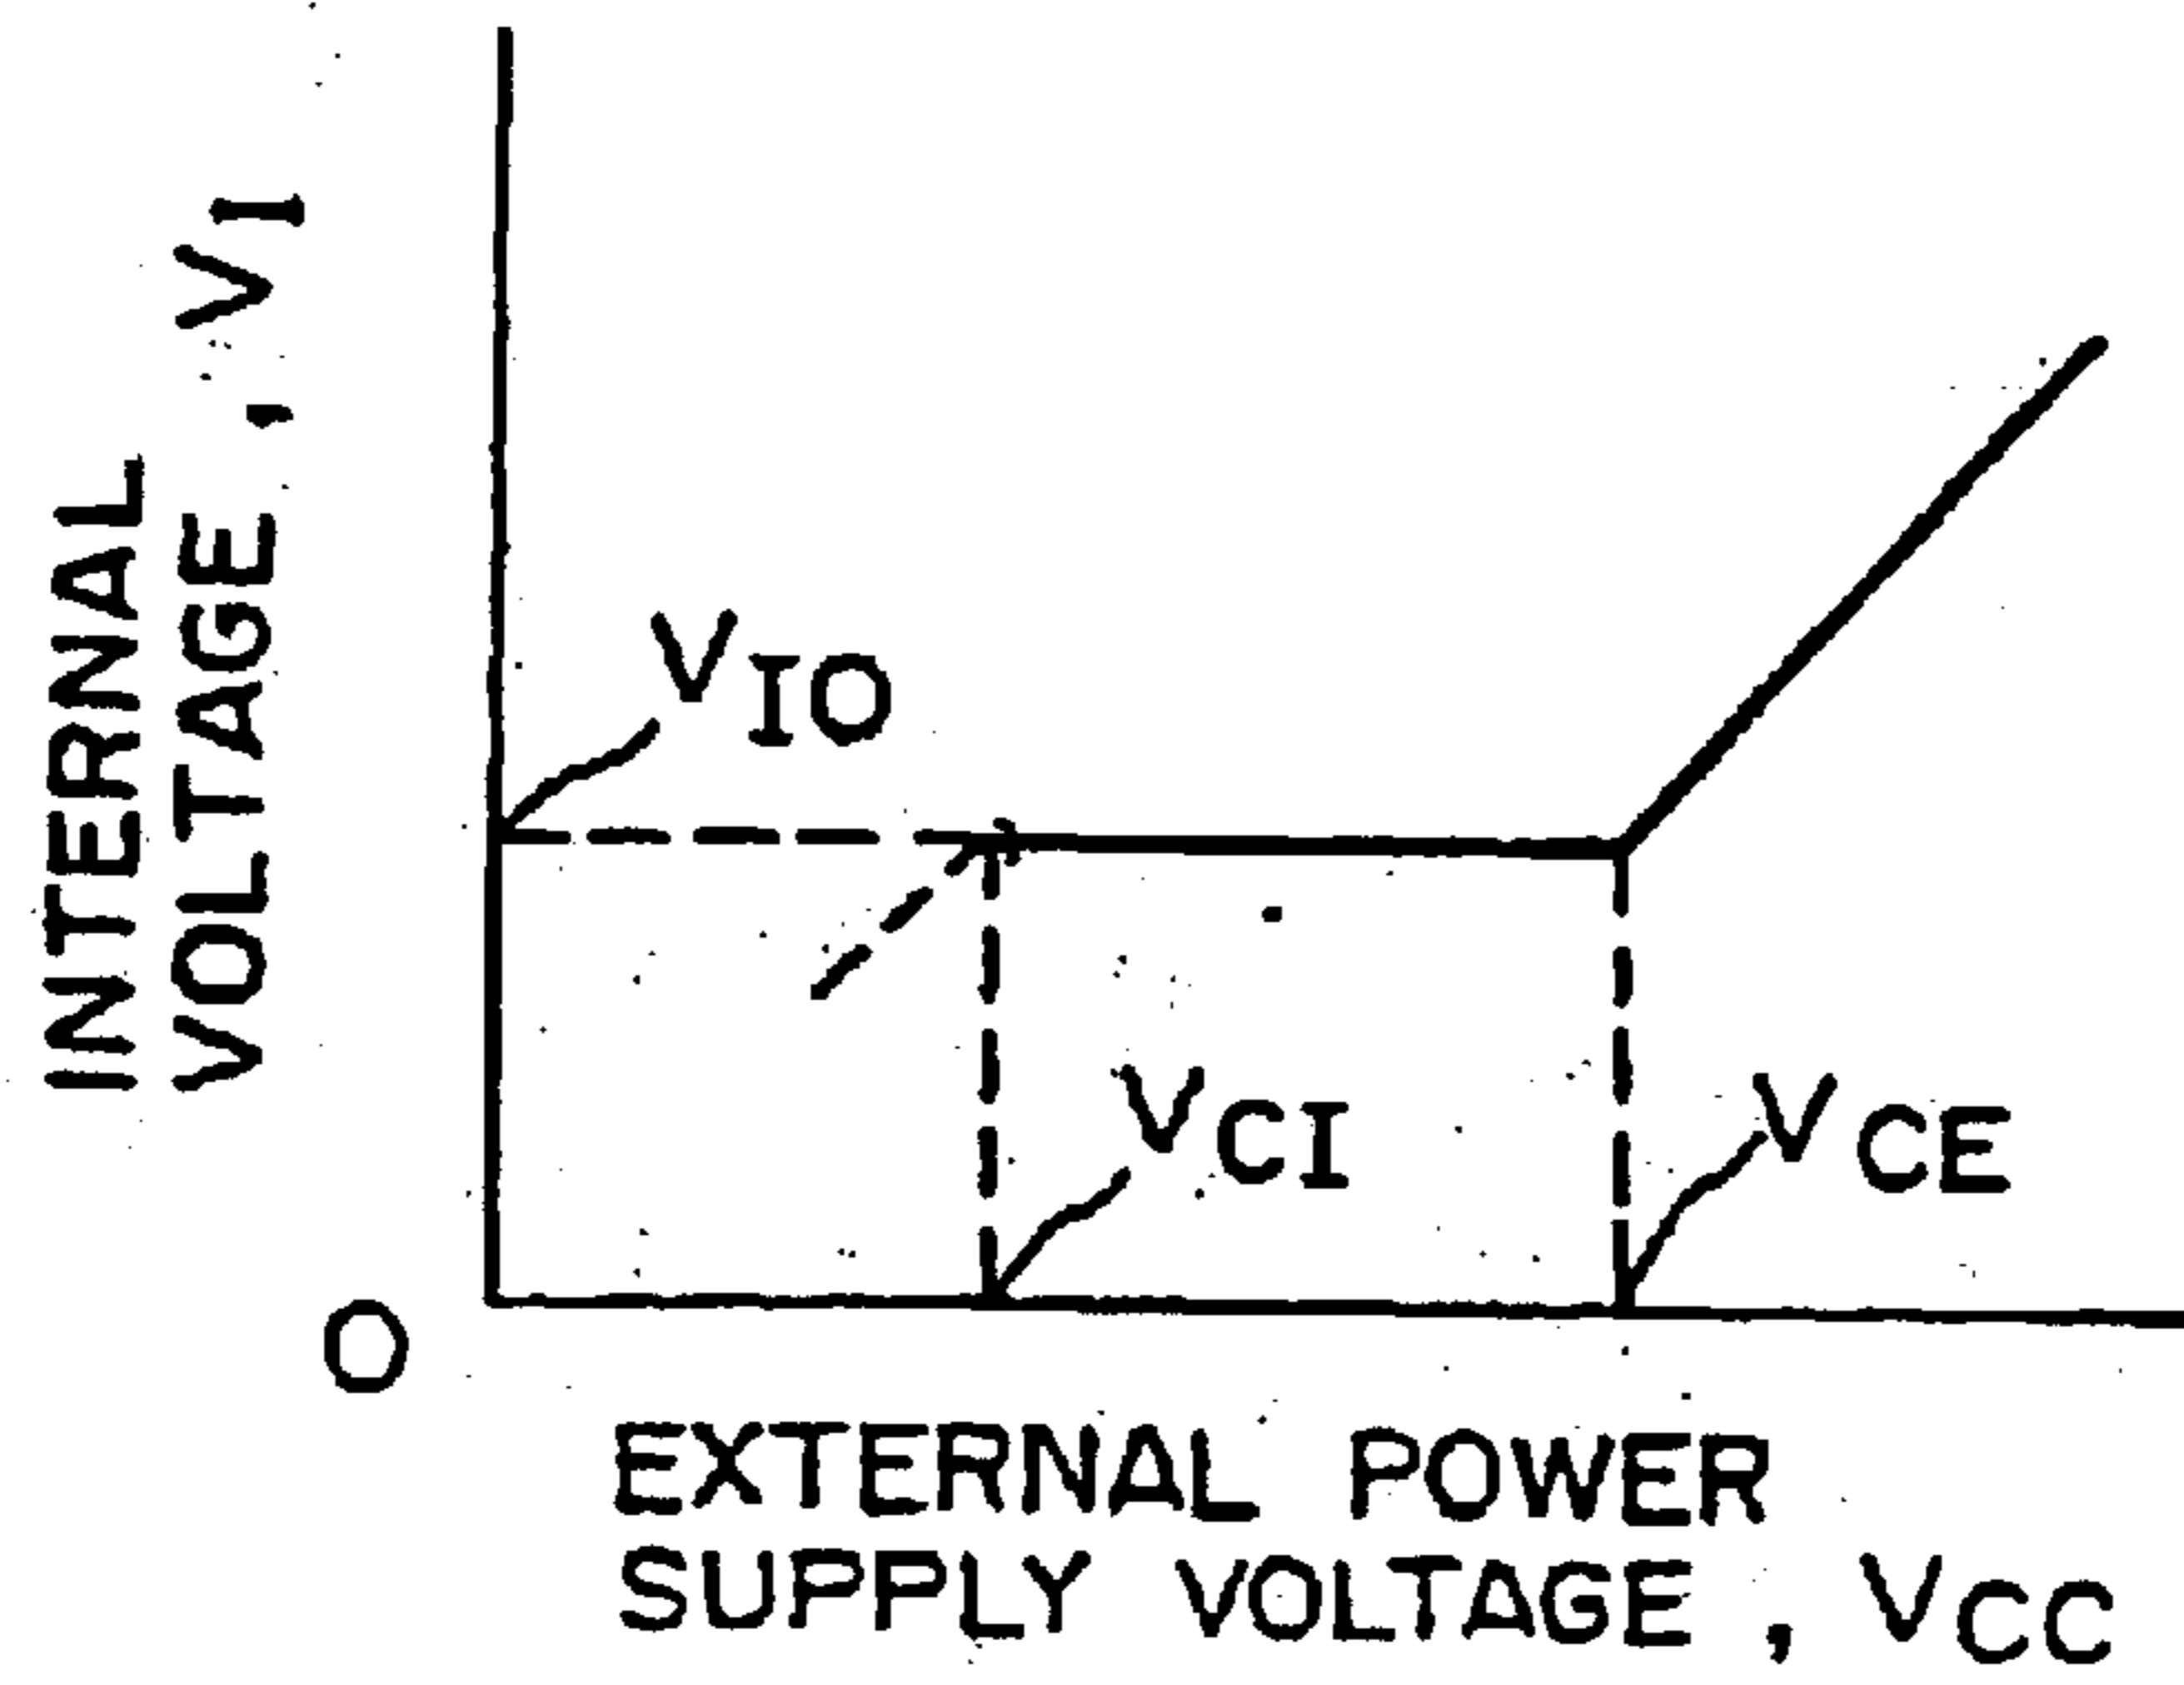 INTERNAL
VOLTAGE, VI
VIO
VCI
VCE
O
EXTERNAL POWER
SUPPLY VOLTAGE, VCC